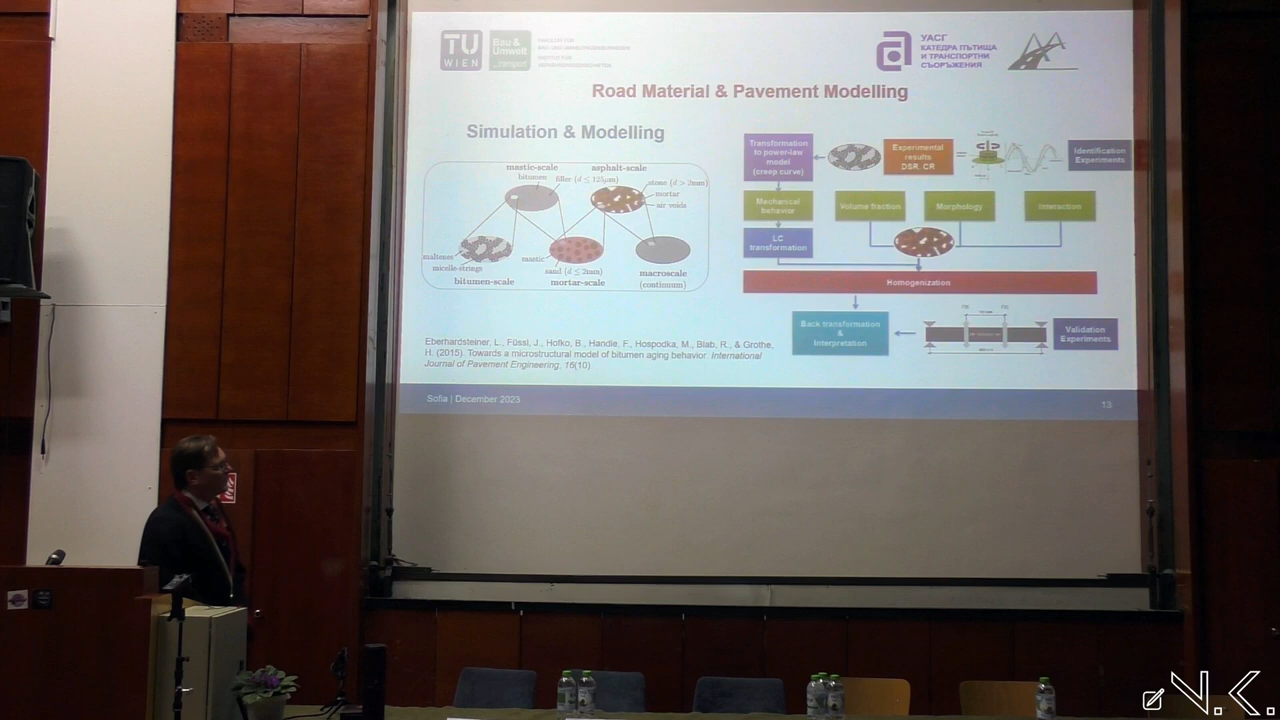 TU
WIEN
Bau &
Umwelt
УАСГ
КАТЕДРА ПЪТИЩА
И ТРАНСПОРТНИ
СЪОРЪЖЕНИЯ
Road Material & Pavement Modelling
Simulation & Modelling
mastic-scale
asphalt-scale
bitumen
filler (d ≤ 125μm)
stone (d > 2mm)
mortar
air voids
maltenes
micelle-strings
mastic
sand (d ≤ 2mm)
bitumen-scale
mortar-scale
macroscale
(continuum)
Transformation
to power-law
model
(creep curve)
Experimental
results
DSR, CR
=
Identification
Experiments
Mechanical
behavior
Volume fraction
Morphology
Interaction
LC
transformation
Homogenization
Back transformation
&
Interpretation
Validation
Experiments
Eberhardsteiner, L., Füssl, J., Hofko, B., Handle, F., Hospodka, M., Blab, R., & Grothe,
H. (2015). Towards a microstructural model of bitumen aging behavior. International
Journal of Pavement Engineering, 16(10)
Sofia | December 2023
13
V.K.